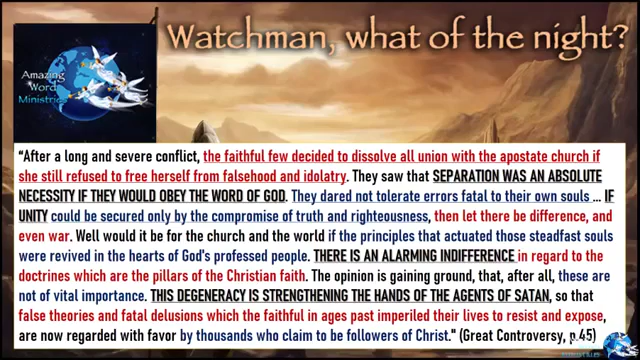 Watchman, what of the night?
Amazing
Word
Ministries
“After a long and severe conflict, the faithful few decided to dissolve all union with the apostate church if
she still refused to free herself from falsehood and idolatry. They saw that SEPARATION WAS AN ABSOLUTE
NECESSITY IF THEY WOULD OBEY THE WORD OF GOD. They dared not tolerate errors fatal to their own souls ... IF
UNITY could be secured only by the compromise of truth and righteousness, then let there be difference, and
even war. Well would it be for the church and the world if the principles that actuated those steadfast souls
were revived in the hearts of God's professed people. THERE IS AN ALARMING INDIFFERENCE in regard to the
doctrines which are the pillars of the Christian faith. The opinion is gaining ground, that, after all, these are
not of vital importance. THIS DEGENERACY IS STRENGTHENING THE HANDS OF THE AGENTS OF SATAN, so that
false theories and fatal delusions which the faithful in ages past imperiled their lives to resist and expose,
are now regarded with favor by thousands who claim to be followers of Christ." (Great Controversy, p.45)